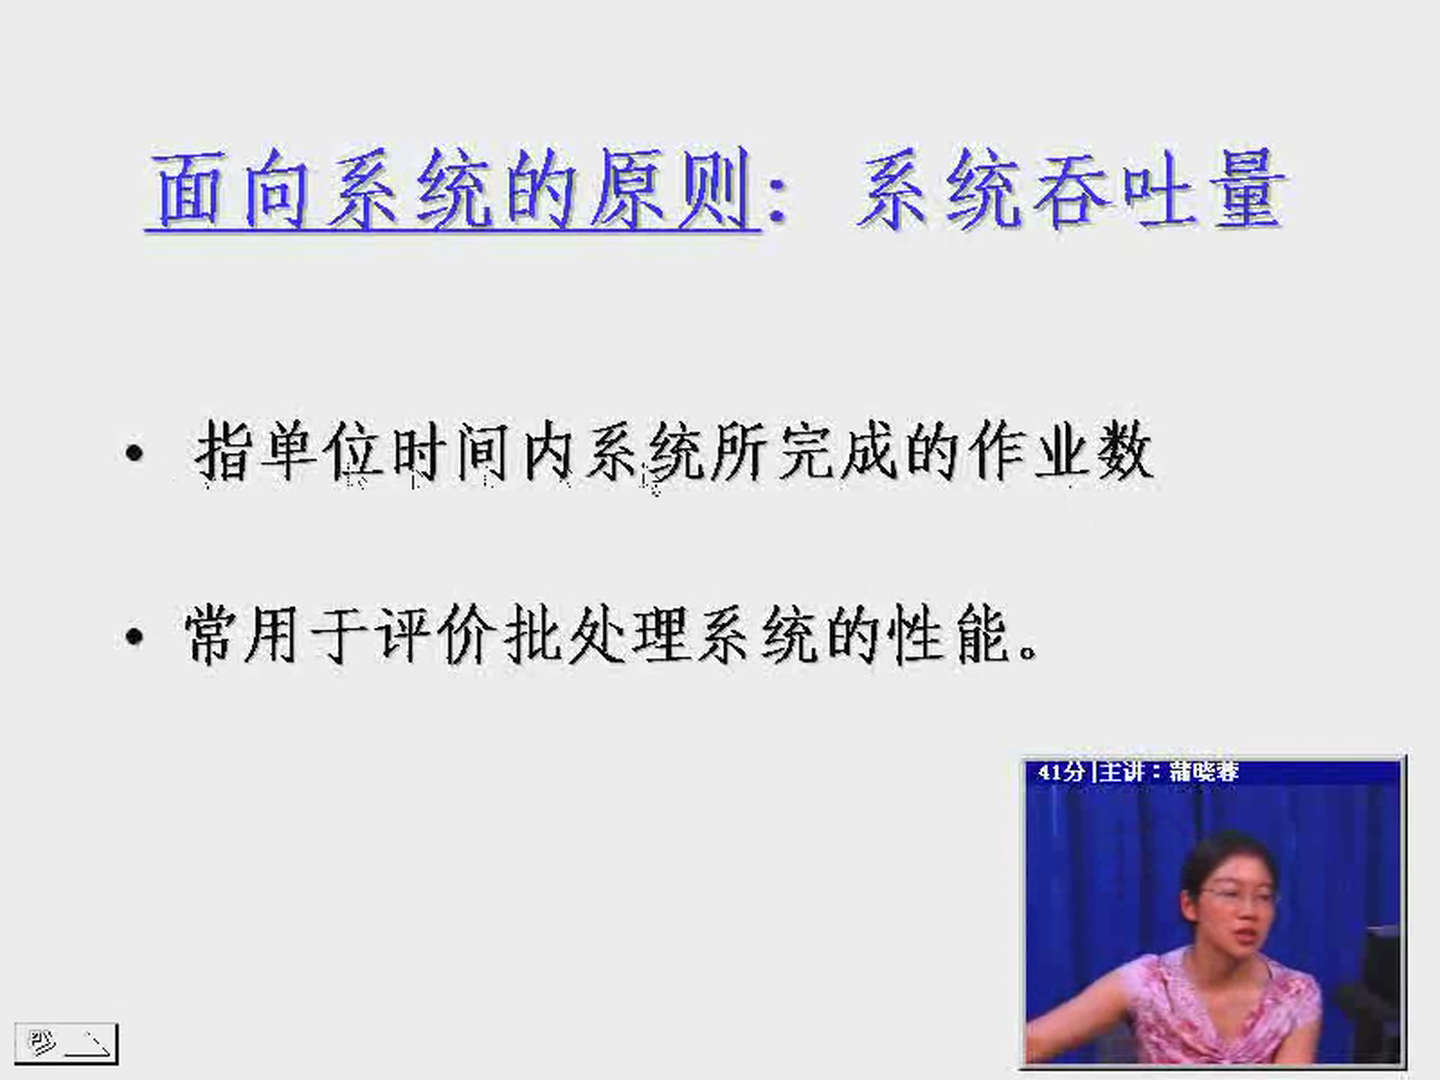 面向系统的原则：系统吞吐量
• 指单位时间内系统所完成的作业数
• 常用于评价批处理系统的性能。
41分|主讲：蒲晓蓉